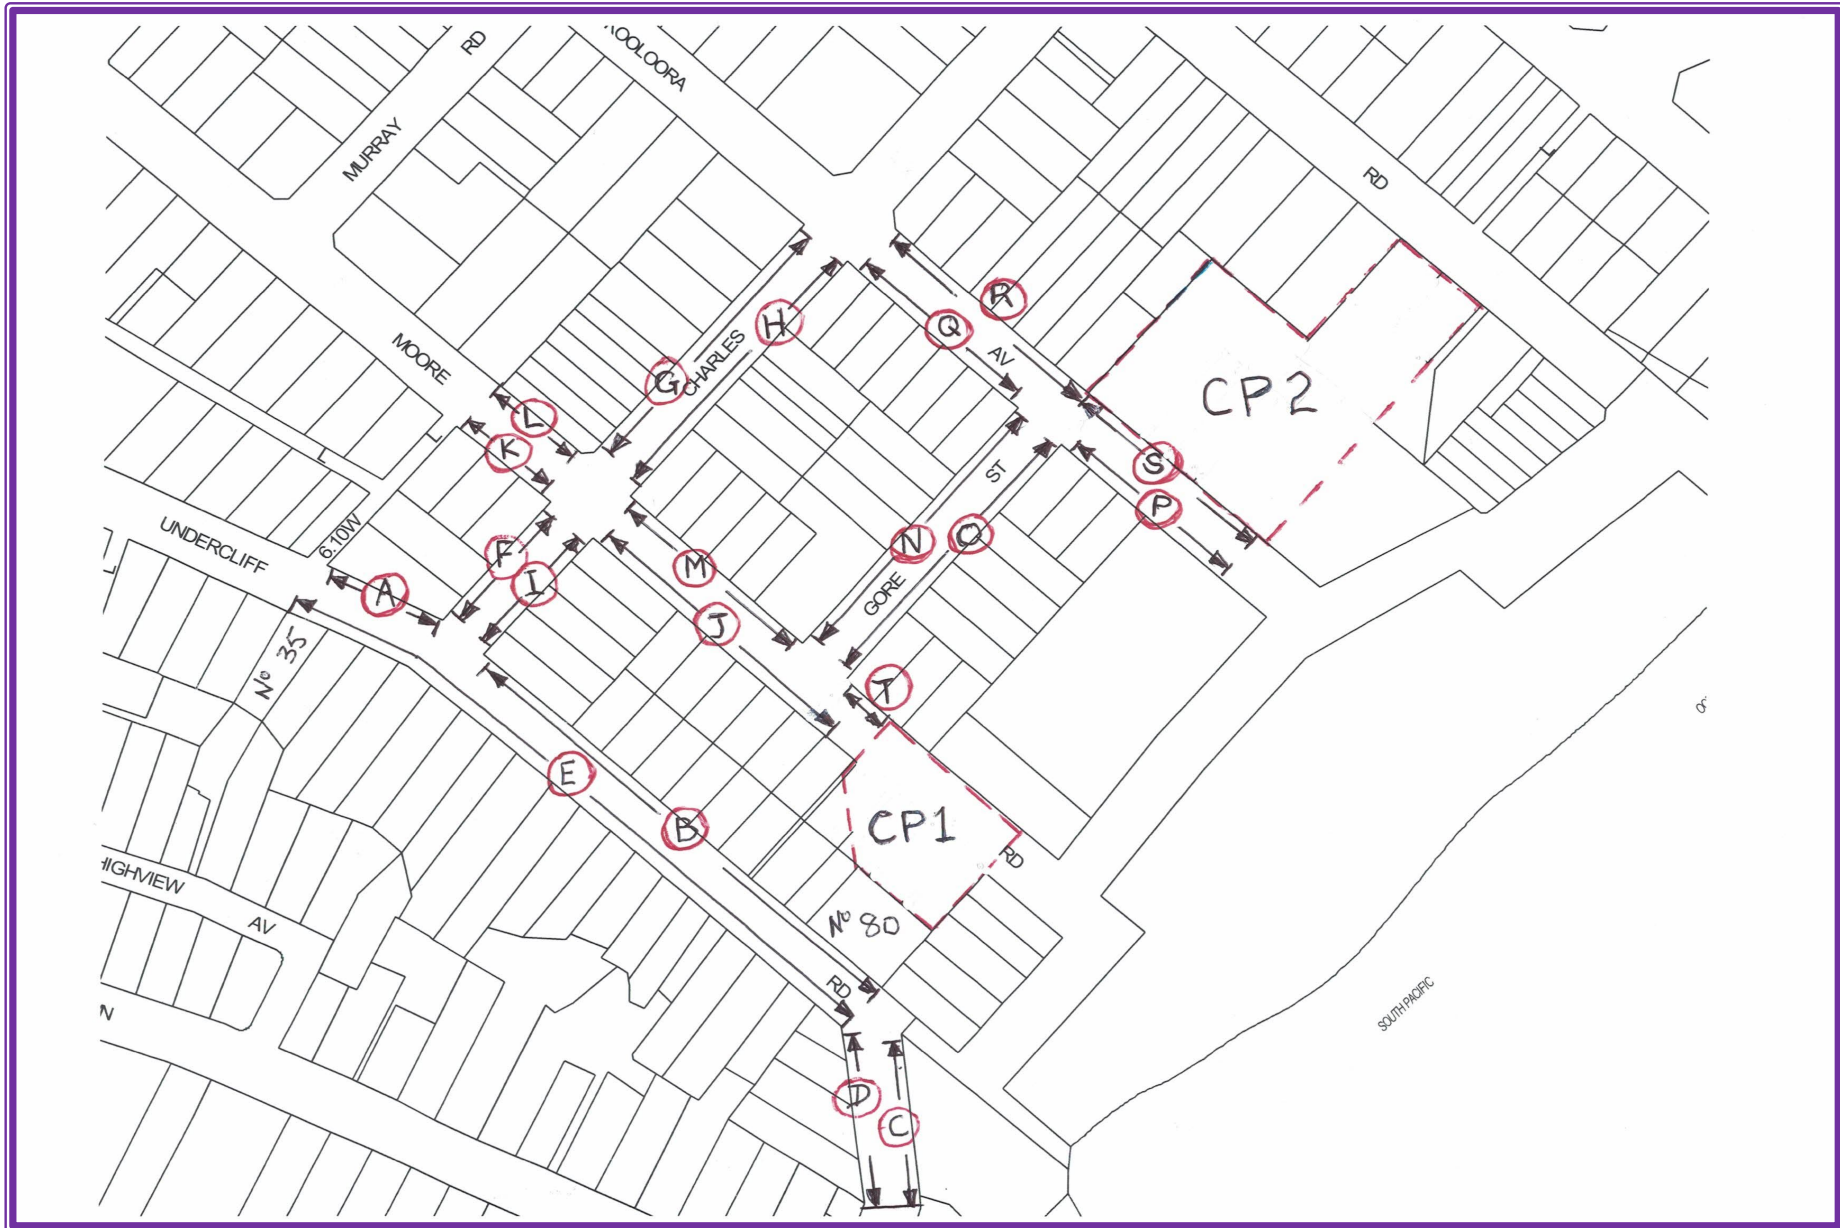 RD
KOOLOORA
MURRAY
RD
R
H
Q
CHARLES
AV
G
MOORE
CP2
L
K
S
ST
P
UNDERCLIFF
6.10W
N
O
F
M
I
A
GORE
J
Nº 35
T
E
B
CP1
RD
HIGHVIEW
AV
Nº 80
RD
N
SOUTH PACIFIC
D
C